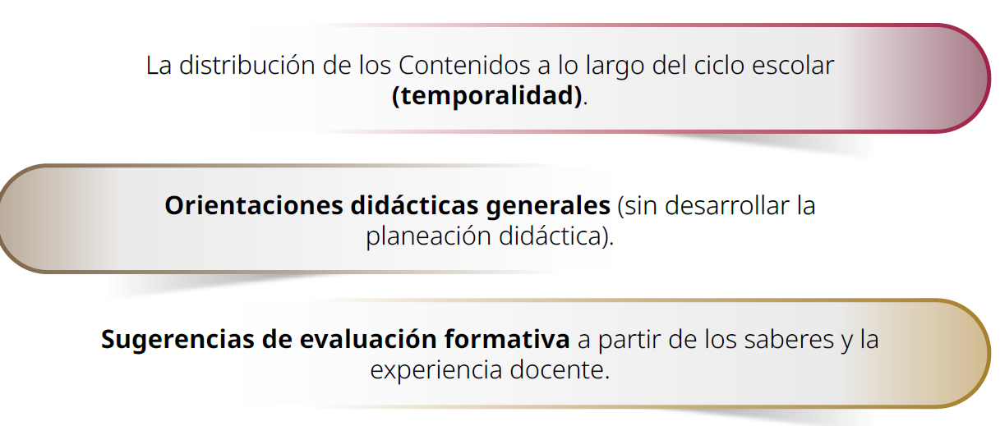 La distribución de los Contenidos a lo largo del ciclo escolar
(temporalidad).
Orientaciones didácticas generales (sin desarrollar la
planeación didáctica).
Sugerencias de evaluación formativa a partir de los saberes y la
experiencia docente.